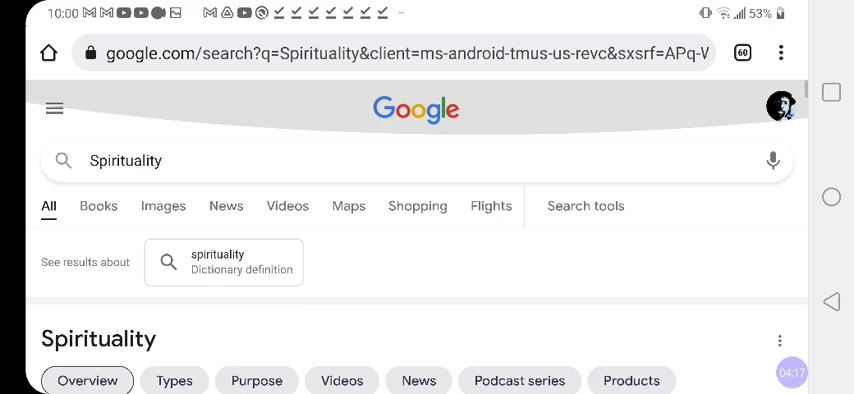 10:00 53%
google.com/search?q=Spirituality&client=ms-android-tmus-us-revc&sxsrf=APq-W 60
Google
Spirituality
All Books Images News Videos Maps Shopping Flights Search tools
See results about
spirituality
Dictionary definition
Spirituality
Overview Types Purpose Videos News Podcast series Products
04:17